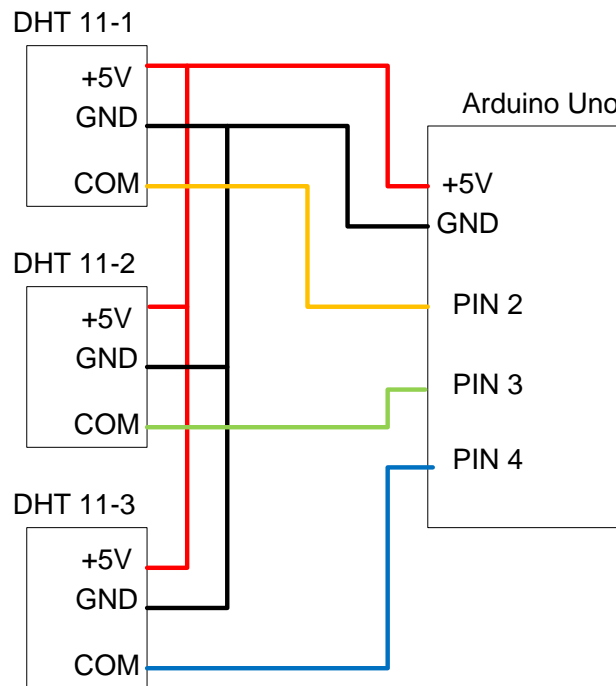 DHT 11-1
+5V
GND
COM
DHT 11-2
+5V
GND
COM
DHT 11-3
+5V
GND
COM
Arduino Uno
+5V
GND
PIN 2
PIN 3
PIN 4